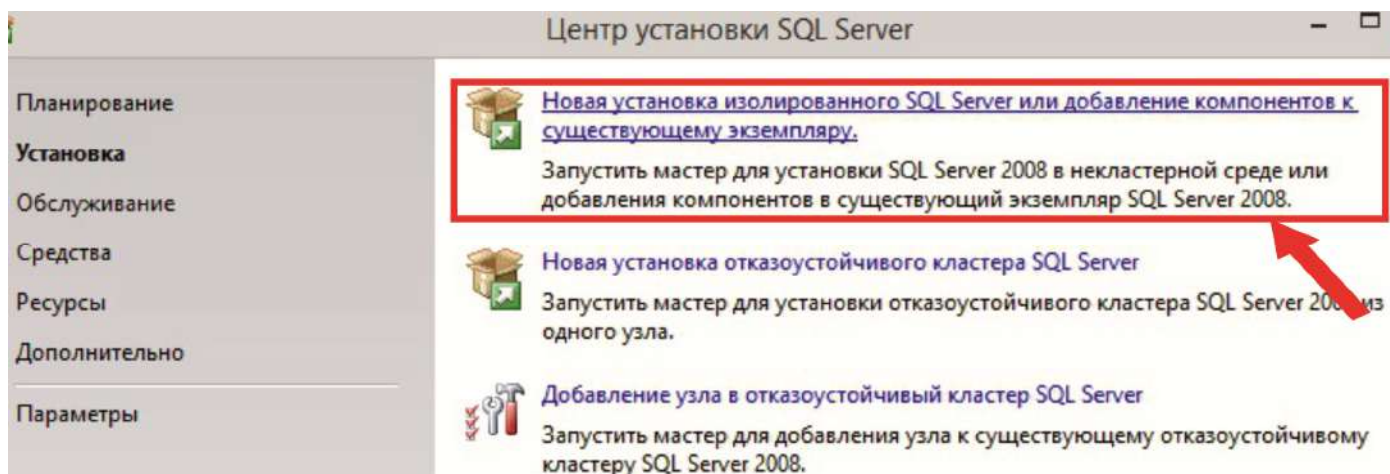 Центр установки SQL Server
Планирование
Установка
Обслуживание
Средства
Ресурсы
Дополнительно
Параметры
Новая установка изолированного SQL Server или добавление компонентов к
существующему экземпляру.
Запустить мастер для установки SQL Server 2008 в некластерной среде или
добавления компонентов в существующий экземпляр SQL Server 2008.
Новая установка отказоустойчивого кластера SQL Server
Запустить мастер для установки отказоустойчивого кластера SQL Server из
одного узла.
Добавление узла в отказоустойчивый кластер SQL Server
Запустить мастер для добавления узла к существующему отказоустойчивому
кластеру SQL Server 2008.